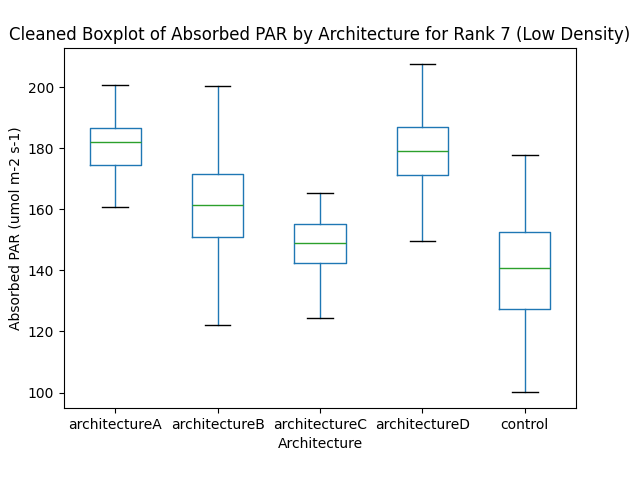 Cleaned Boxplot of Absorbed PAR by Architecture for Rank 7 (Low Density)
Absorbed PAR (umol m-2 s-1)
200
180
160
140
120
100
architectureA architectureB architectureC architectureD control
Architecture